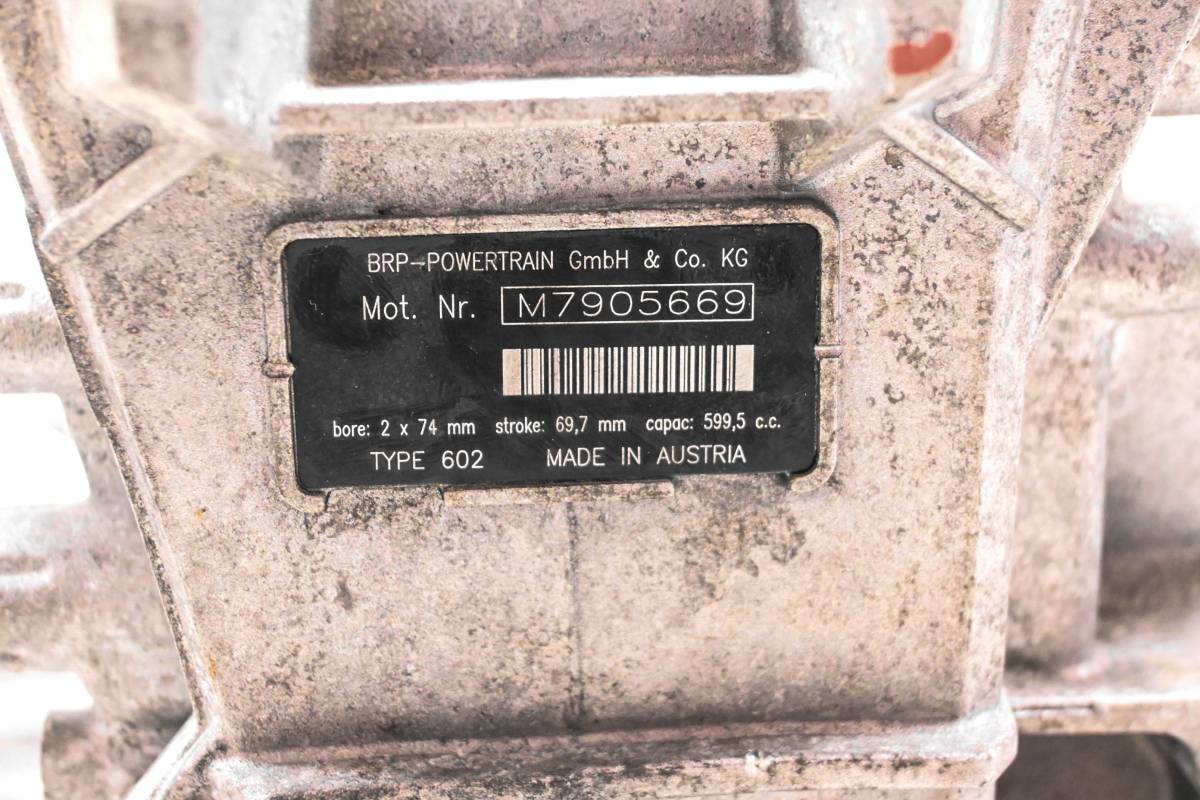 BRP-POWERTRAIN GmbH & Co. KG
Mot. Nr. M7905669
bore: 2 x 74 mm stroke: 69,7 mm capac: 599,5 c.c.
TYPE 602 MADE IN AUSTRIA